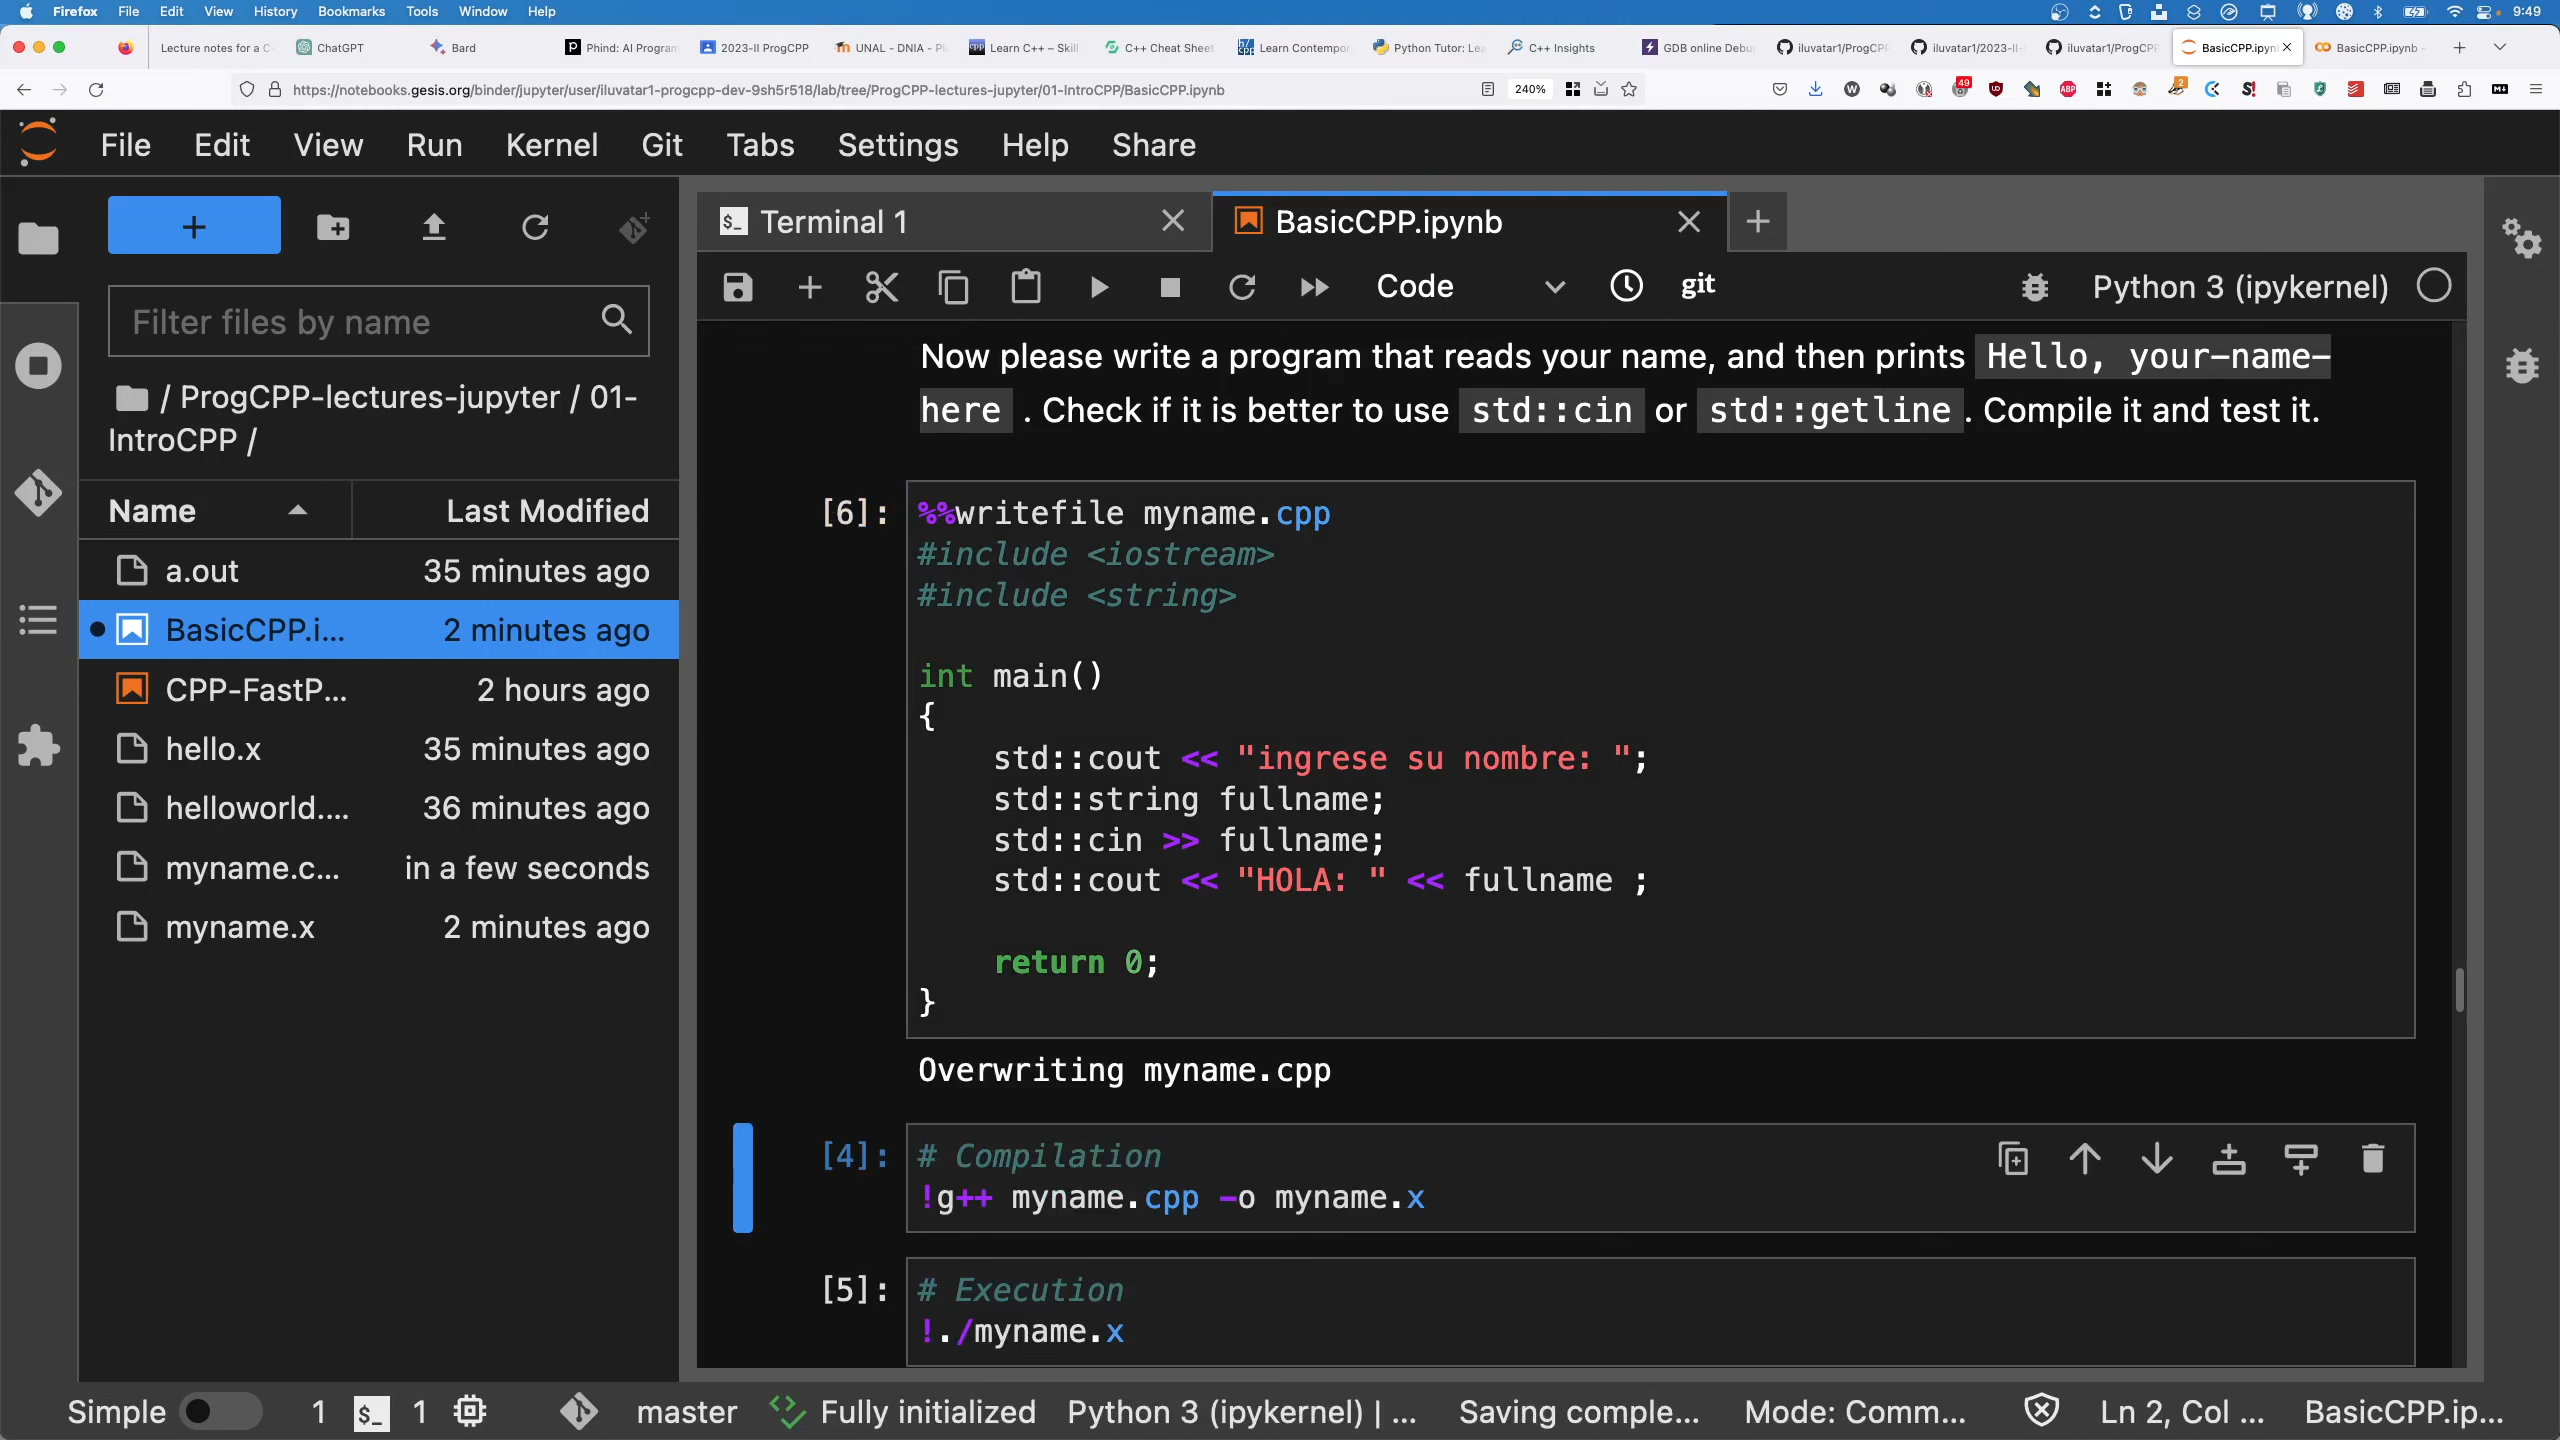 Firefox File Edit View History Bookmarks Tools Window Help 9:49
Lecture notes for a C- ChatGPT Bard Phind: AI Program 2023-II ProgCPP UNAL - DNIA - Pl Learn C++ – Skill C++ Cheat Sheet Learn Contempor Python Tutor: Lea C++ Insights GDB online Debu iluvatar1/ProgCPP iluvatar1/2023-II- iluvatar1/ProgCPP BasicCPP.ipyn BasicCPP.ipynb -
https://notebooks.gesis.org/binder/jupyter/user/iluvatar1-progcpp-dev-9sh5r518/lab/tree/ProgCPP-lectures-jupyter/01-IntroCPP/BasicCPP.ipynb 240% 49 2
File Edit View Run Kernel Git Tabs Settings Help Share
Terminal 1 BasicCPP.ipynb
Code git Python 3 (ipykernel)
Filter files by name
/ ProgCPP-lectures-jupyter / 01-
IntroCPP /
Name Last Modified
a.out 35 minutes ago
BasicCPP.i... 2 minutes ago
CPP-FastP... 2 hours ago
hello.x 35 minutes ago
helloworld.... 36 minutes ago
myname.c... in a few seconds
myname.x 2 minutes ago
Now please write a program that reads your name, and then prints Hello, your-name-
here . Check if it is better to use std::cin or std::getline. Compile it and test it.
[6]: %%writefile myname.cpp
#include <iostream>
#include <string>
int main()
{
std::cout << "ingrese su nombre: ";
std::string fullname;
std::cin >> fullname;
std::cout << "HOLA: " << fullname ;
return 0;
}
Overwriting myname.cpp
[4]: # Compilation
!g++ myname.cpp -o myname.x
[5]: # Execution
!./myname.x
Simple 1 $_ 1 master Fully initialized Python 3 (ipykernel) | ... Saving comple... Mode: Comm... Ln 2, Col ... BasicCPP.ip...